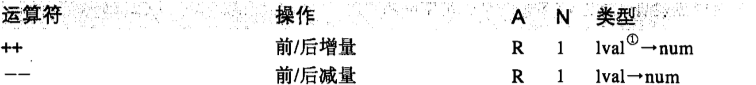 运算符 操作 A N 类型
++ 前/后增量 R 1 lval①→num
-- 前/后减量 R 1 lval→num